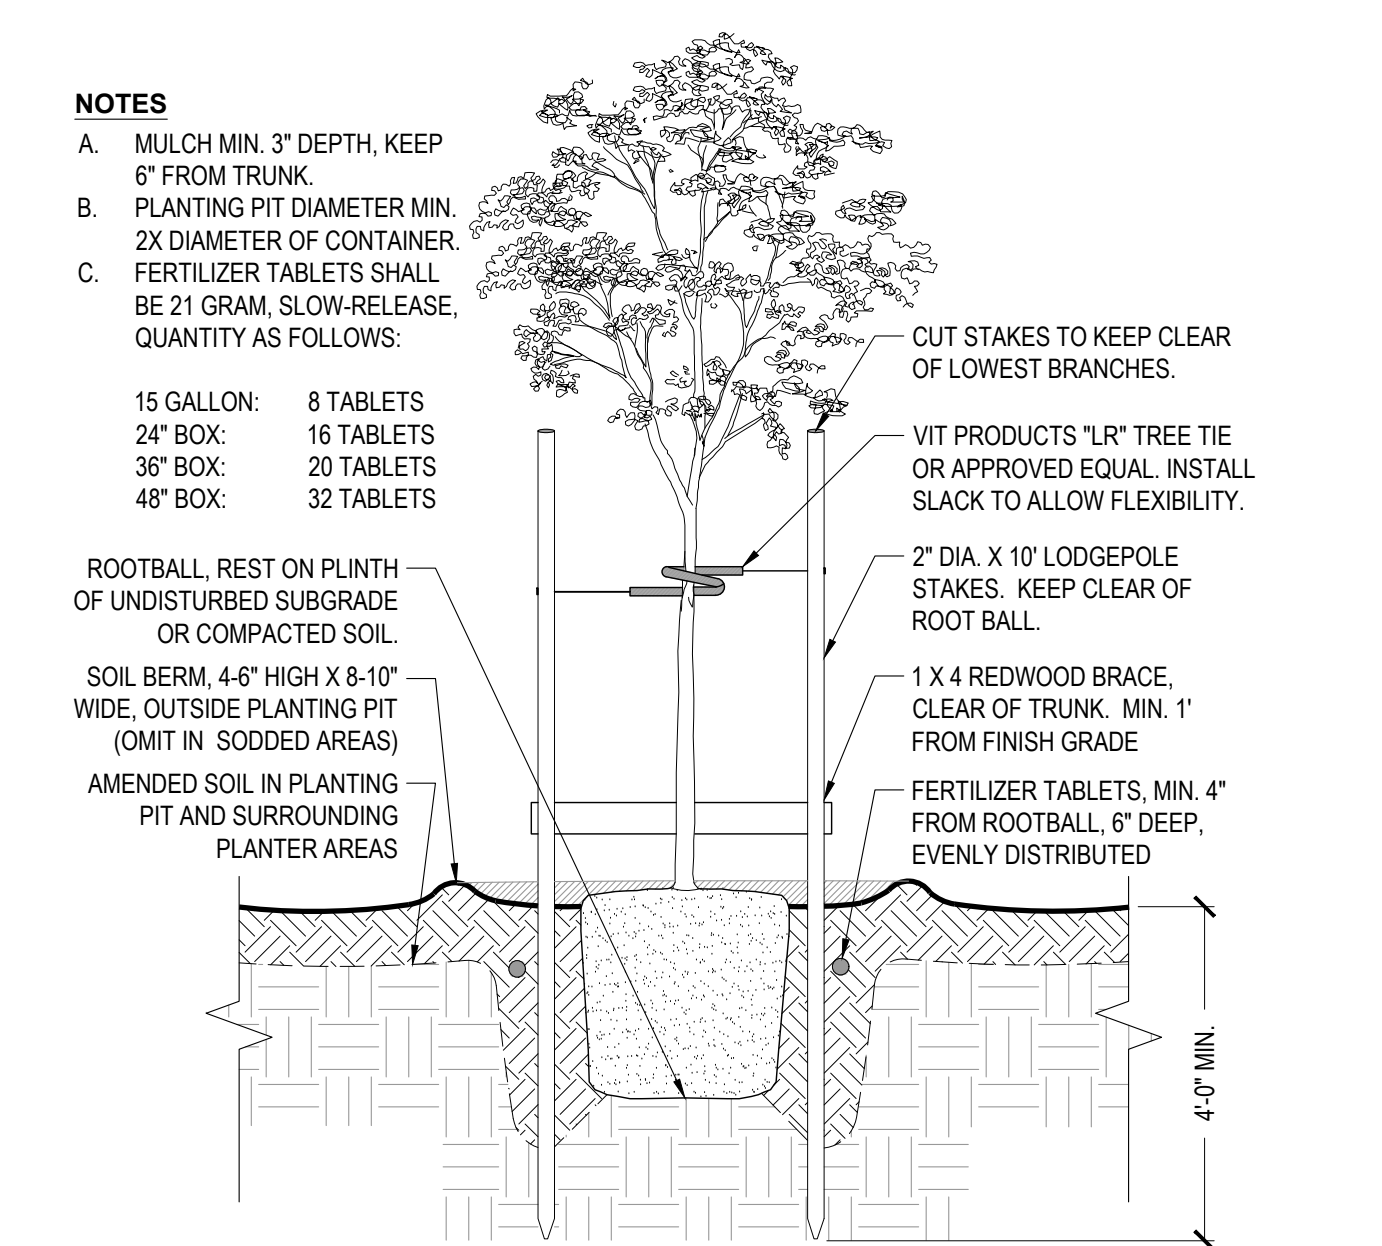 NOTES
A. MULCH MIN. 3" DEPTH, KEEP
6" FROM TRUNK.
B. PLANTING PIT DIAMETER MIN.
2X DIAMETER OF CONTAINER.
C. FERTILIZER TABLETS SHALL
BE 21 GRAM, SLOW-RELEASE,
QUANTITY AS FOLLOWS:
15 GALLON: 8 TABLETS
24" BOX: 16 TABLETS
36" BOX: 20 TABLETS
48" BOX: 32 TABLETS
ROOTBALL, REST ON PLINTH
OF UNDISTURBED SUBGRADE
OR COMPACTED SOIL.
SOIL BERM, 4-6" HIGH X 8-10"
WIDE, OUTSIDE PLANTING PIT
(OMIT IN SODDED AREAS)
AMENDED SOIL IN PLANTING
PIT AND SURROUNDING
PLANTER AREAS
CUT STAKES TO KEEP CLEAR
OF LOWEST BRANCHES.
VIT PRODUCTS "LR" TREE TIE
OR APPROVED EQUAL. INSTALL
SLACK TO ALLOW FLEXIBILITY.
2" DIA. X 10' LODGEPOLE
STAKES. KEEP CLEAR OF
ROOT BALL.
1 X 4 REDWOOD BRACE,
CLEAR OF TRUNK. MIN. 1'
FROM FINISH GRADE
FERTILIZER TABLETS, MIN. 4"
FROM ROOTBALL, 6" DEEP,
EVENLY DISTRIBUTED
4'-0" MIN.